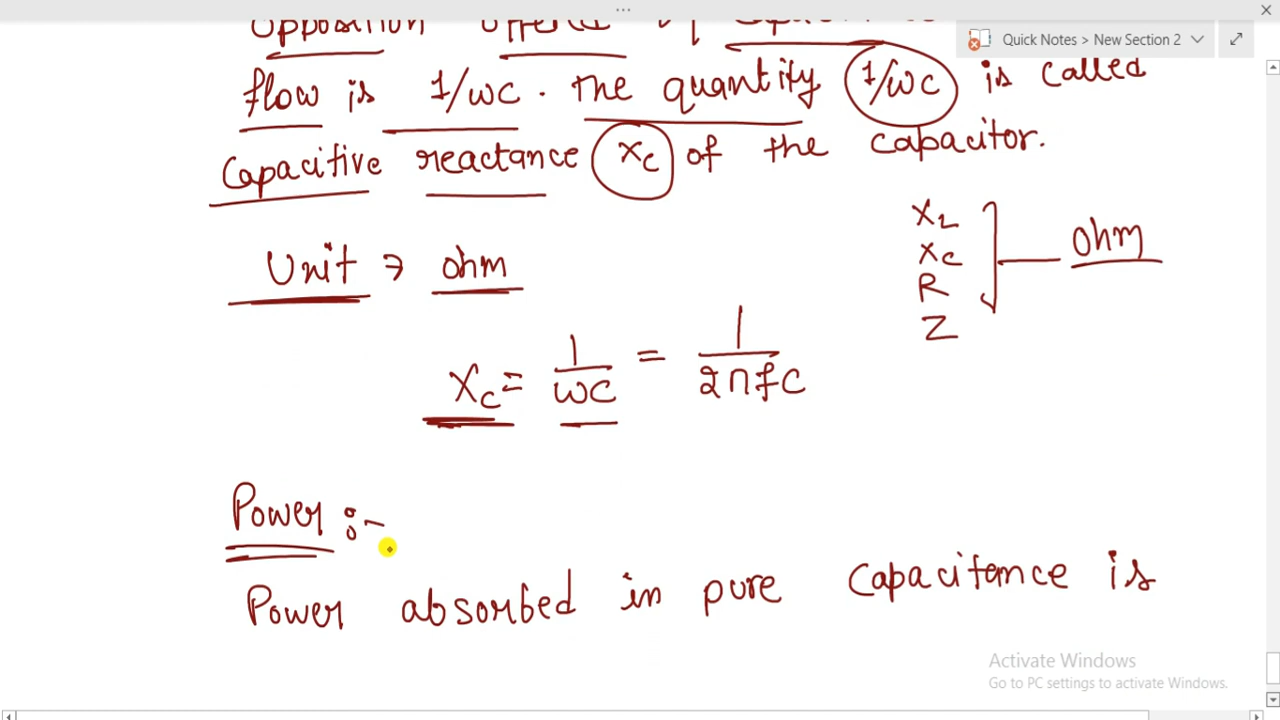 ...
Quick Notes > New Section 2
opposition offered
flow is 1/ωc. The quantity 1/ωc is called
Capacitive reactance Xc of the capacitor.
XL
Xc
R
Z
ohm
Unit → ohm
Xc = 1/ωc = 1/2πfc
Power :-
Power absorbed in pure capacitance is
Activate Windows
Go to PC settings to activate Windows.